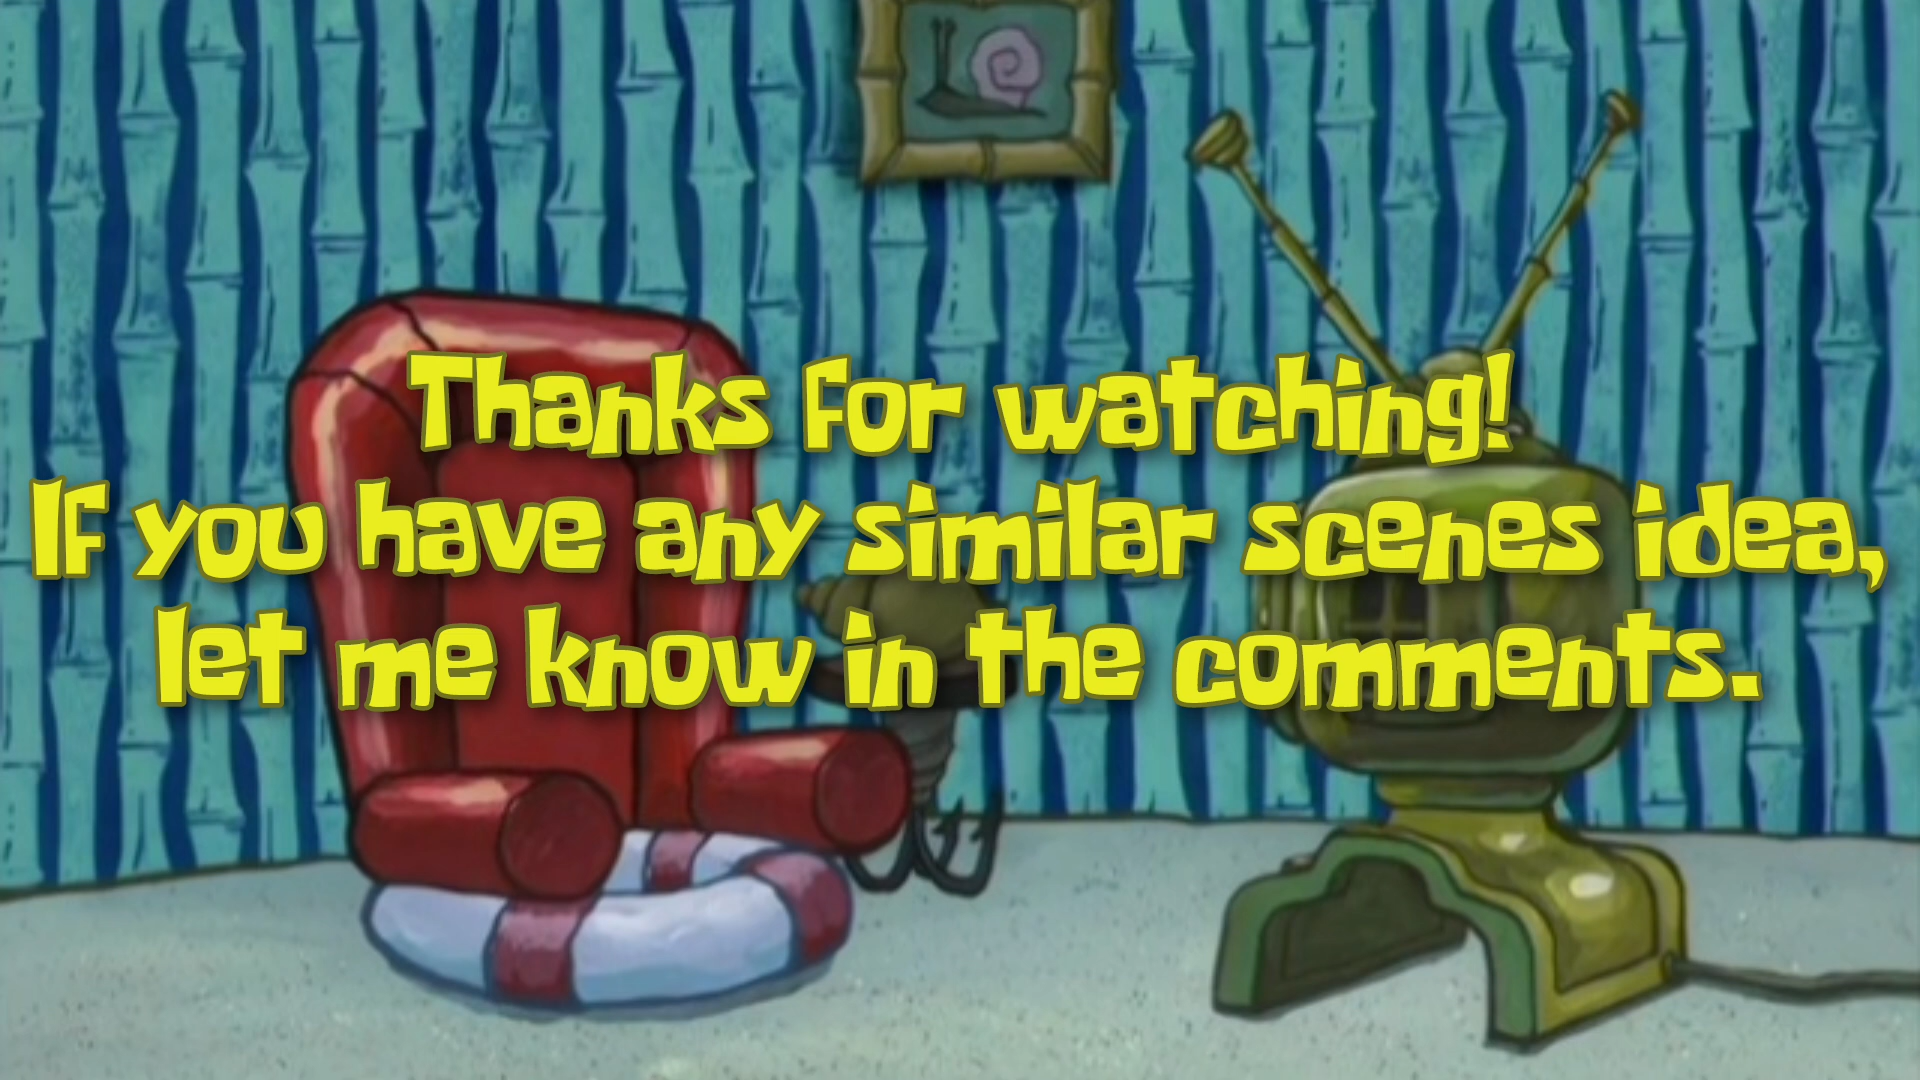 Thanks for watching!
If you have any similar scenes idea,
let me know in the comments.